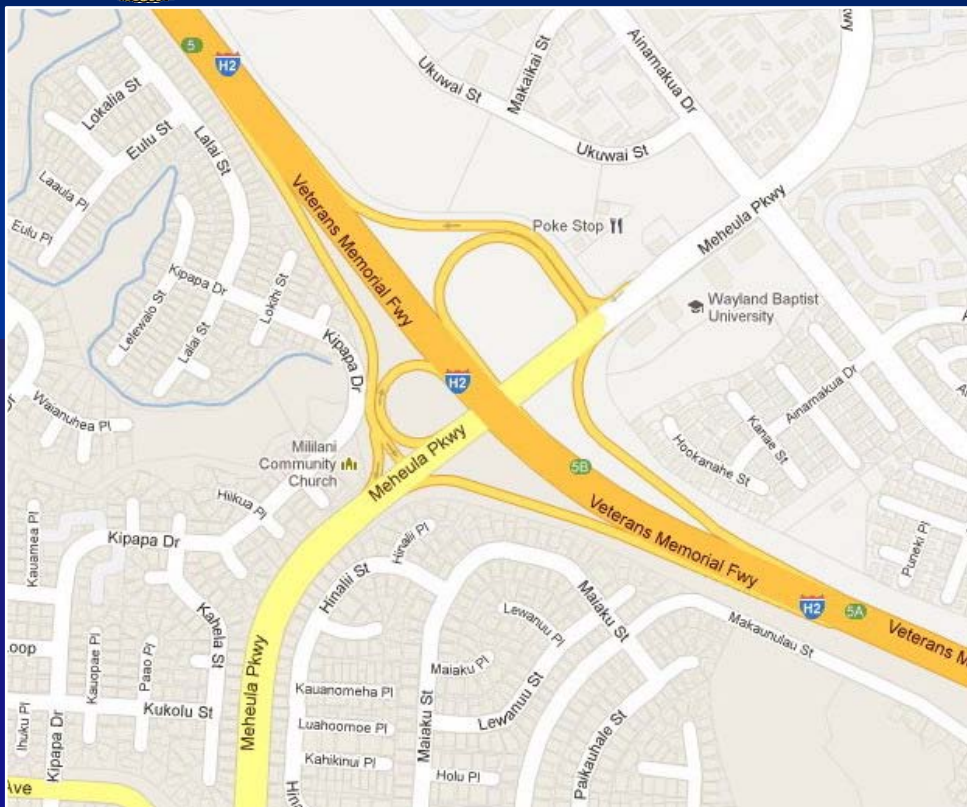 5
H2
Ukuwai St
Makaikai St
Ainamakua Dr
Lokalia St
Eulu St
Lalai St
Laaula Pl
Eulu Pl
Ukuwai St
Veterans Memorial Fwy
Poke Stop
Meheula Pkwy
Kipapa Dr
Lokihi St
Lelewalo St
Lalai St
Kipapa Dr
Wayland Baptist
University
H2
Ainamakua Dr
Kanae St
Hookanahe St
Waianuhea Pl
Mililani
Community
Church
Meheula Pkwy
5B
Veterans Memorial Fwy
Hiikua Pl
Kauamea Pl
Kipapa Dr
Hinalii Pl
Hinalii St
Puneki Pl
H2
5A
Veterans M
Maiaku St
Makaunulau St
Kahelia St
Loop
Kauopae Pl
Paao Pl
Lewanuu Pl
Maiaku Pl
Kauanomeha Pl
Meheula Pkwy
Ihuku Pl
Kipapa Dr
Kukolu St
Luahoomoe Pl
Maiaku St
Lewanuu St
Paikauhale St
Kahikinui Pl
Holu Pl
Ave